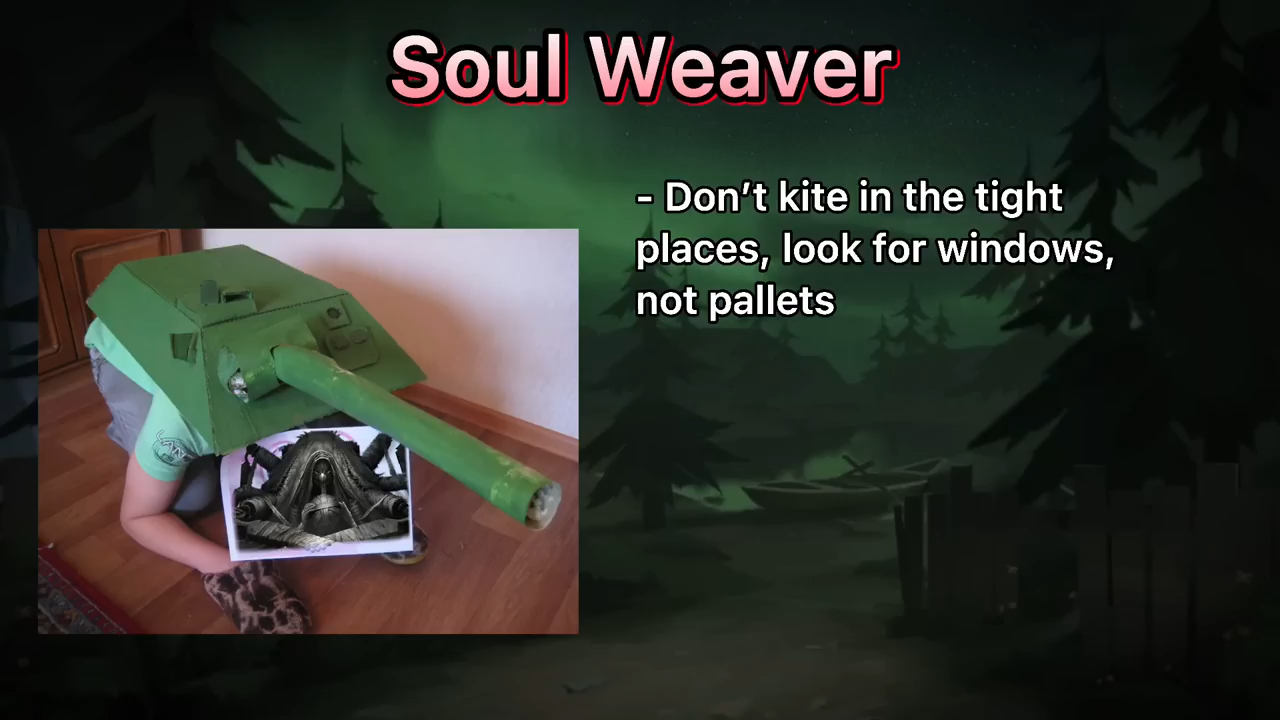 Soul Weaver
- Don’t kite in the tight
places, look for windows,
not pallets